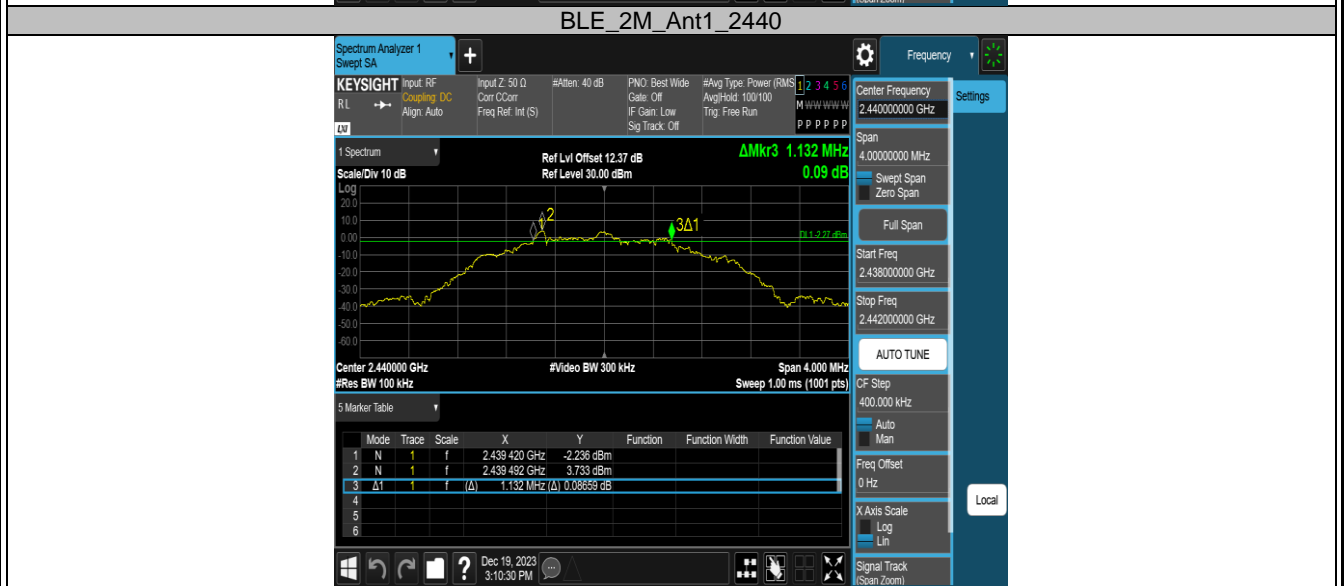 BLE_2M_Ant1_2440
Spectrum Analyzer 1
Swept SA
+
Frequency
KEYSIGHT
R L
LXI
Input: RF
Coupling: DC
Align: Auto
Input Z: 50 Ω
Corr CCorr
Freq Ref: Int (S)
#Atten: 40 dB
PNO: Best Wide
Gate: Off
IF Gain: Low
Sig Track: Off
#Avg Type: Power (RMS
Avg|Hold: 100/100
Trig: Free Run
1 2 3 4 5 6
M W W W W W
P P P P P P
1 Spectrum
Scale/Div 10 dB
Log
Ref Lvl Offset 12.37 dB
Ref Level 30.00 dBm
ΔMkr3 1.132 MHz
0.09 dB
20.0
10.0
0.00
-10.0
-20.0
-30.0
-40.0
-50.0
-60.0
1
2
3Δ1
DL1 -2.27 dBm
Center 2.440000 GHz
#Video BW 300 kHz
Span 4.000 MHz
#Res BW 100 kHz
Sweep 1.00 ms (1001 pts)
5 Marker Table
Mode Trace Scale X Y Function Function Width Function Value
1 N 1 f 2.439 420 GHz -2.236 dBm
2 N 1 f 2.439 492 GHz 3.733 dBm
3 Δ1 1 f (Δ) 1.132 MHz (Δ) 0.08659 dB
4
5
6
?
Dec 19, 2023
3:10:30 PM
Center Frequency
2.440000000 GHz
Settings
Span
4.00000000 MHz
Swept Span
Zero Span
Full Span
Start Freq
2.438000000 GHz
Stop Freq
2.442000000 GHz
AUTO TUNE
CF Step
400.000 kHz
Auto
Man
Freq Offset
0 Hz
Local
X Axis Scale
Log
Lin
Signal Track
(Span Zoom)